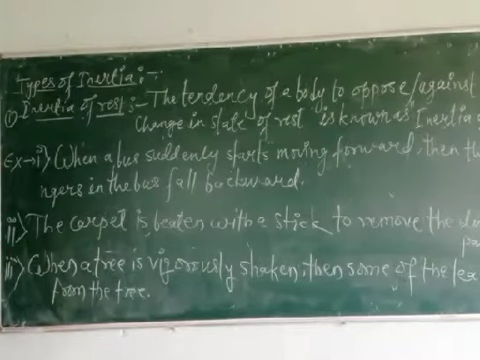 Types of Inertia:-
① Inertia of rest:- The tendency of a body to oppose/against
Change in state of rest is known as "Inertia
Ex→ i) When a bus suddenly starts moving forward, then the
ngers in the bus fall backward.
ii) The carpet is beaten with a stick to remove the
iii) When a tree is vigorously shaken, then some of the
from the tree.